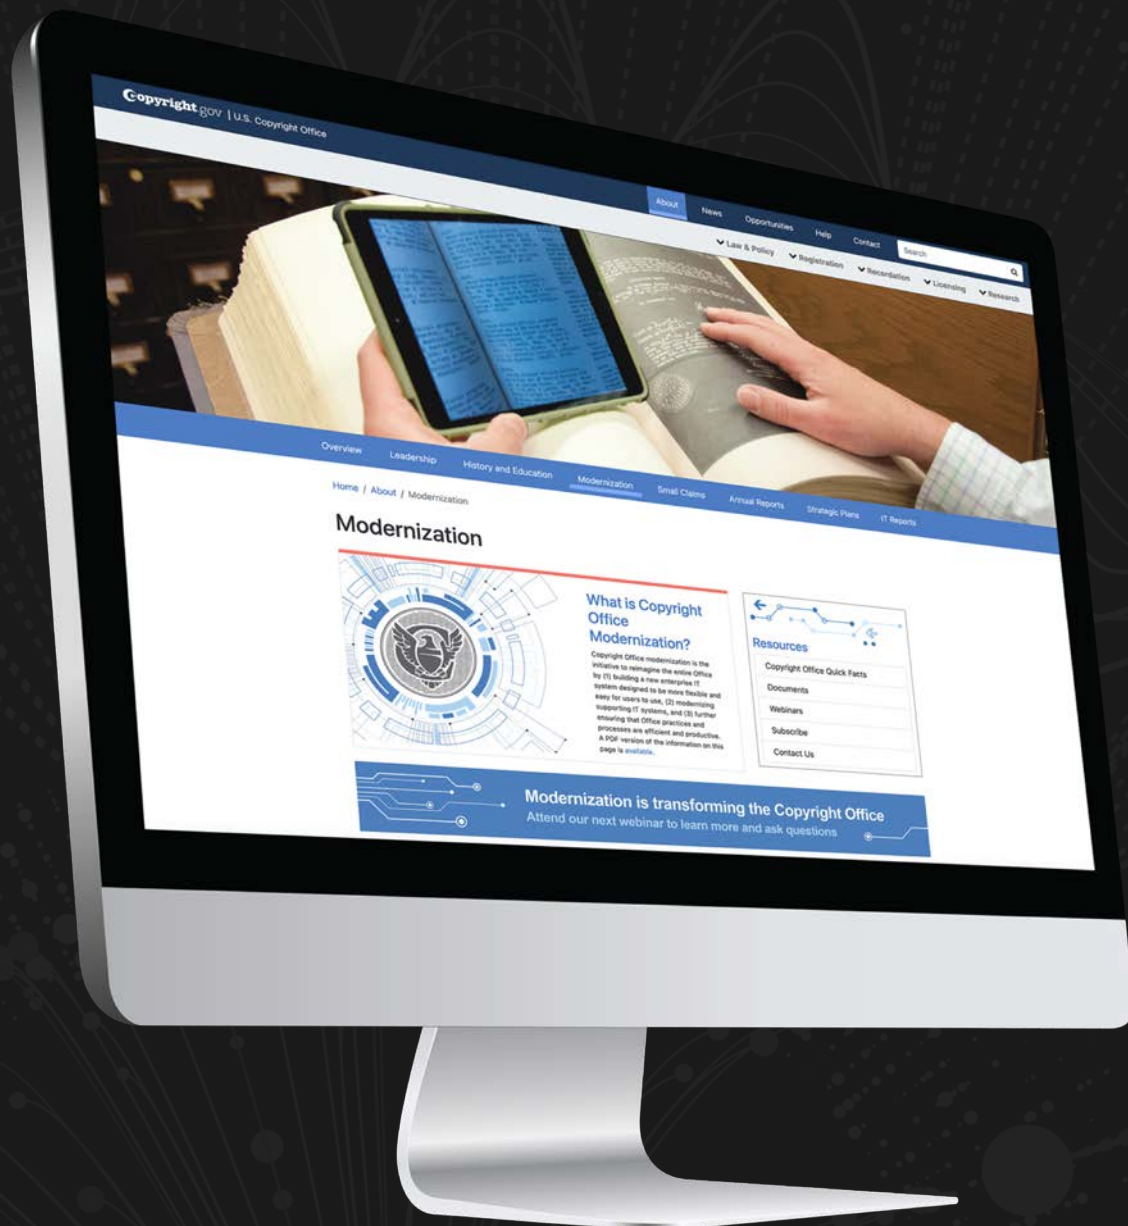 Copyright.gov | U.S. Copyright Office
About News Opportunities Help Contact Search
Law & Policy Registration Recordation Licensing Research
Overview Leadership History and Education Modernization Small Claims Annual Reports Strategic Plans IT Reports
Home / About / Modernization
Modernization
What is Copyright
Office
Modernization?
Copyright Office modernization is the
initiative to reimagine the entire Office
by (1) building a new enterprise IT
system designed to be more flexible and
easy for users to use, (2) modernizing
supporting IT systems, and (3) further
ensuring that Office practices and
processes are efficient and productive.
A PDF version of the information on this
page is available.
Resources
Copyright Office Quick Facts
Documents
Webinars
Subscribe
Contact Us
Modernization is transforming the Copyright Office
Attend our next webinar to learn more and ask questions